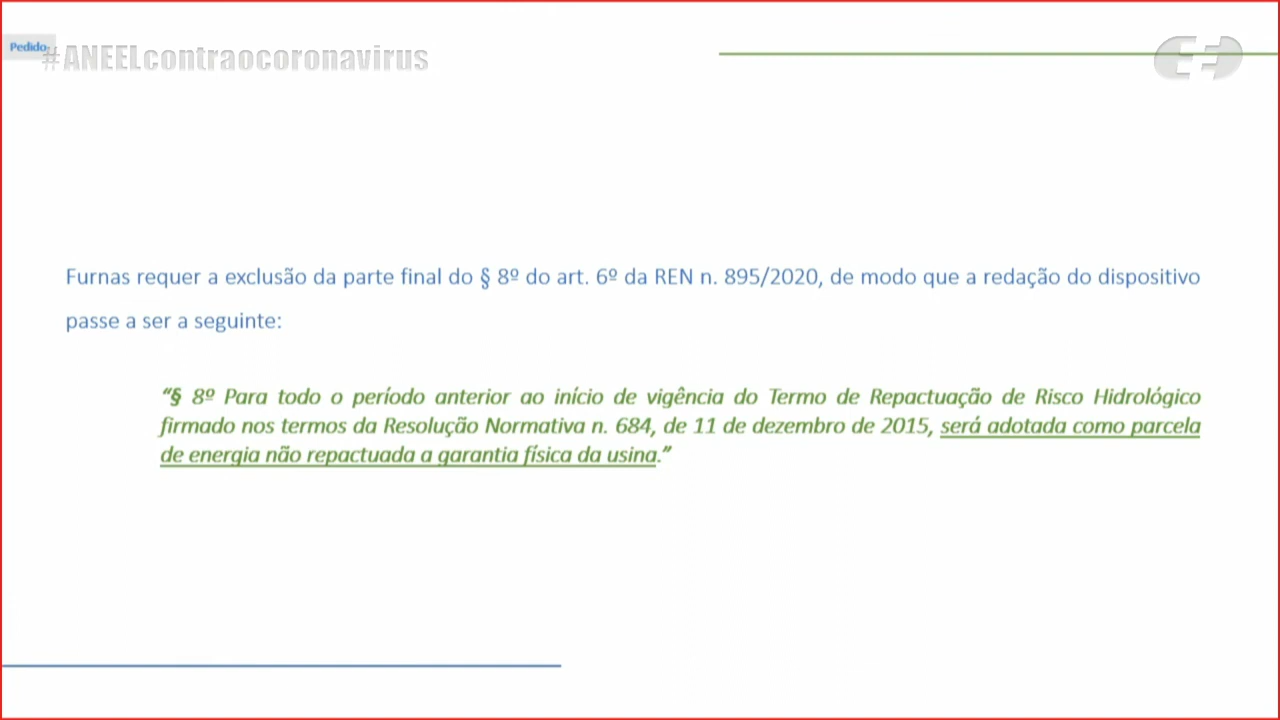 Pedido
#ANEELcontraocoronavirus
Furnas requer a exclusão da parte final do § 8º do art. 6º da REN n. 895/2020, de modo que a redação do dispositivo
passe a ser a seguinte:
“§ 8º Para todo o período anterior ao início de vigência do Termo de Repactuação de Risco Hidrológico
firmado nos termos da Resolução Normativa n. 684, de 11 de dezembro de 2015, será adotada como parcela
de energia não repactuada a garantia física da usina.”